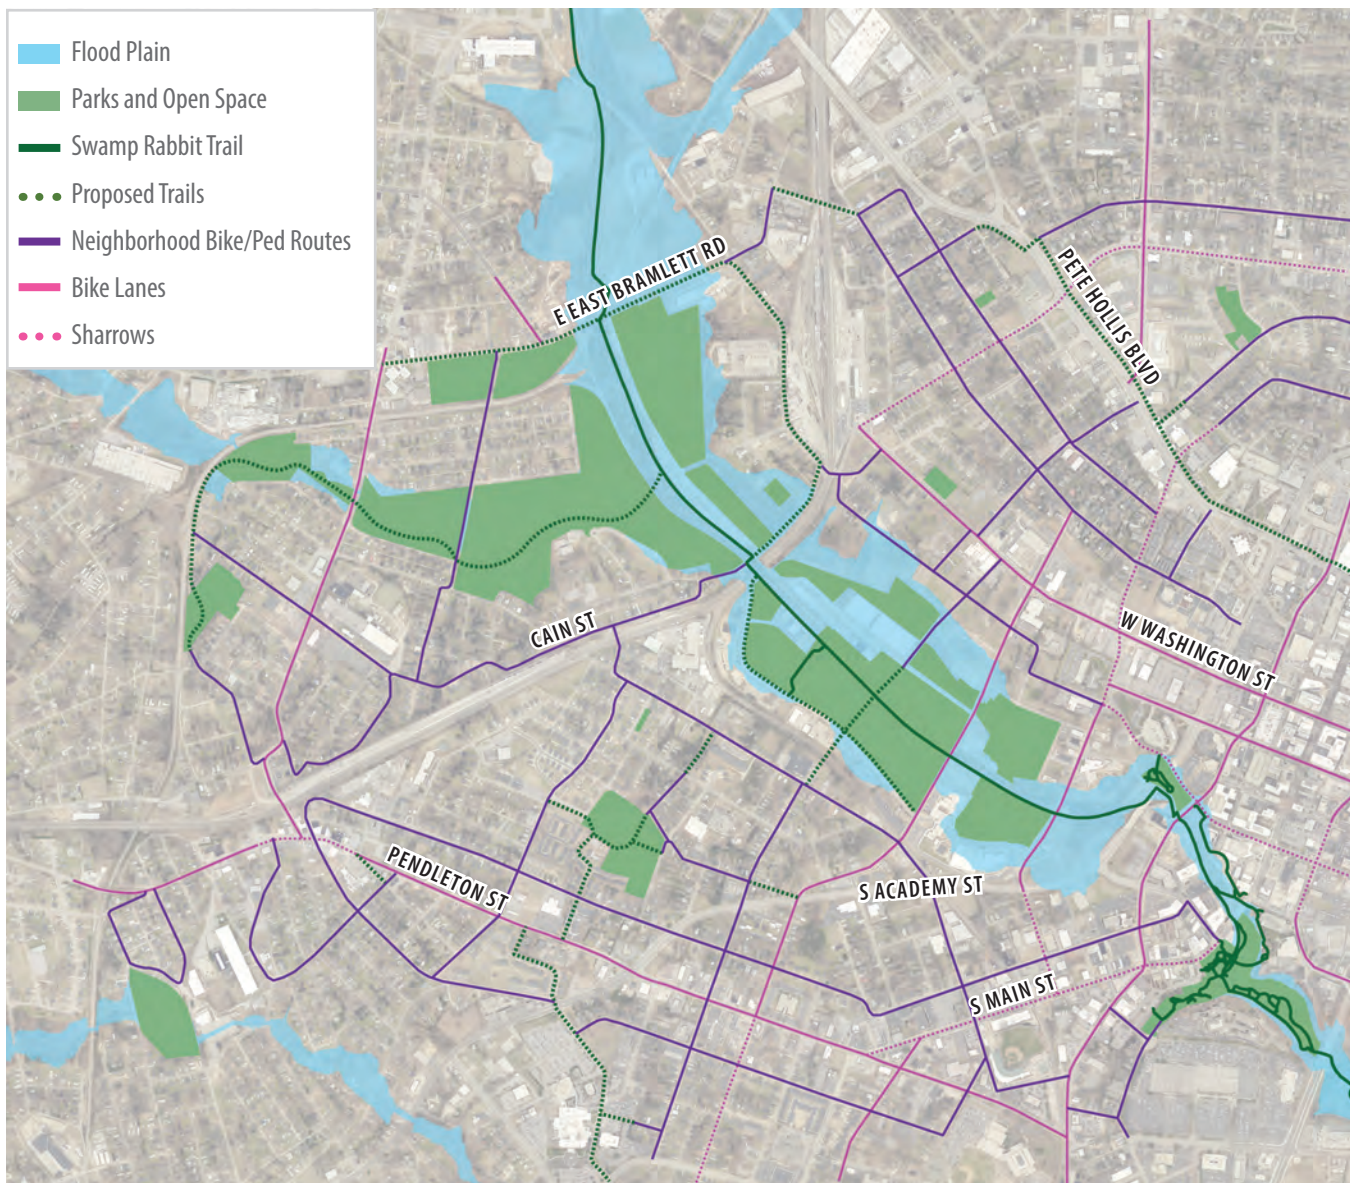 Flood Plain
Parks and Open Space
Swamp Rabbit Trail
Proposed Trails
Neighborhood Bike/Ped Routes
Bike Lanes
Sharrows
E EAST BRAMLETT RD
PETE HOLLIS BLVD
CAIN ST
W WASHINGTON ST
PENDLETON ST
S ACADEMY ST
S MAIN ST